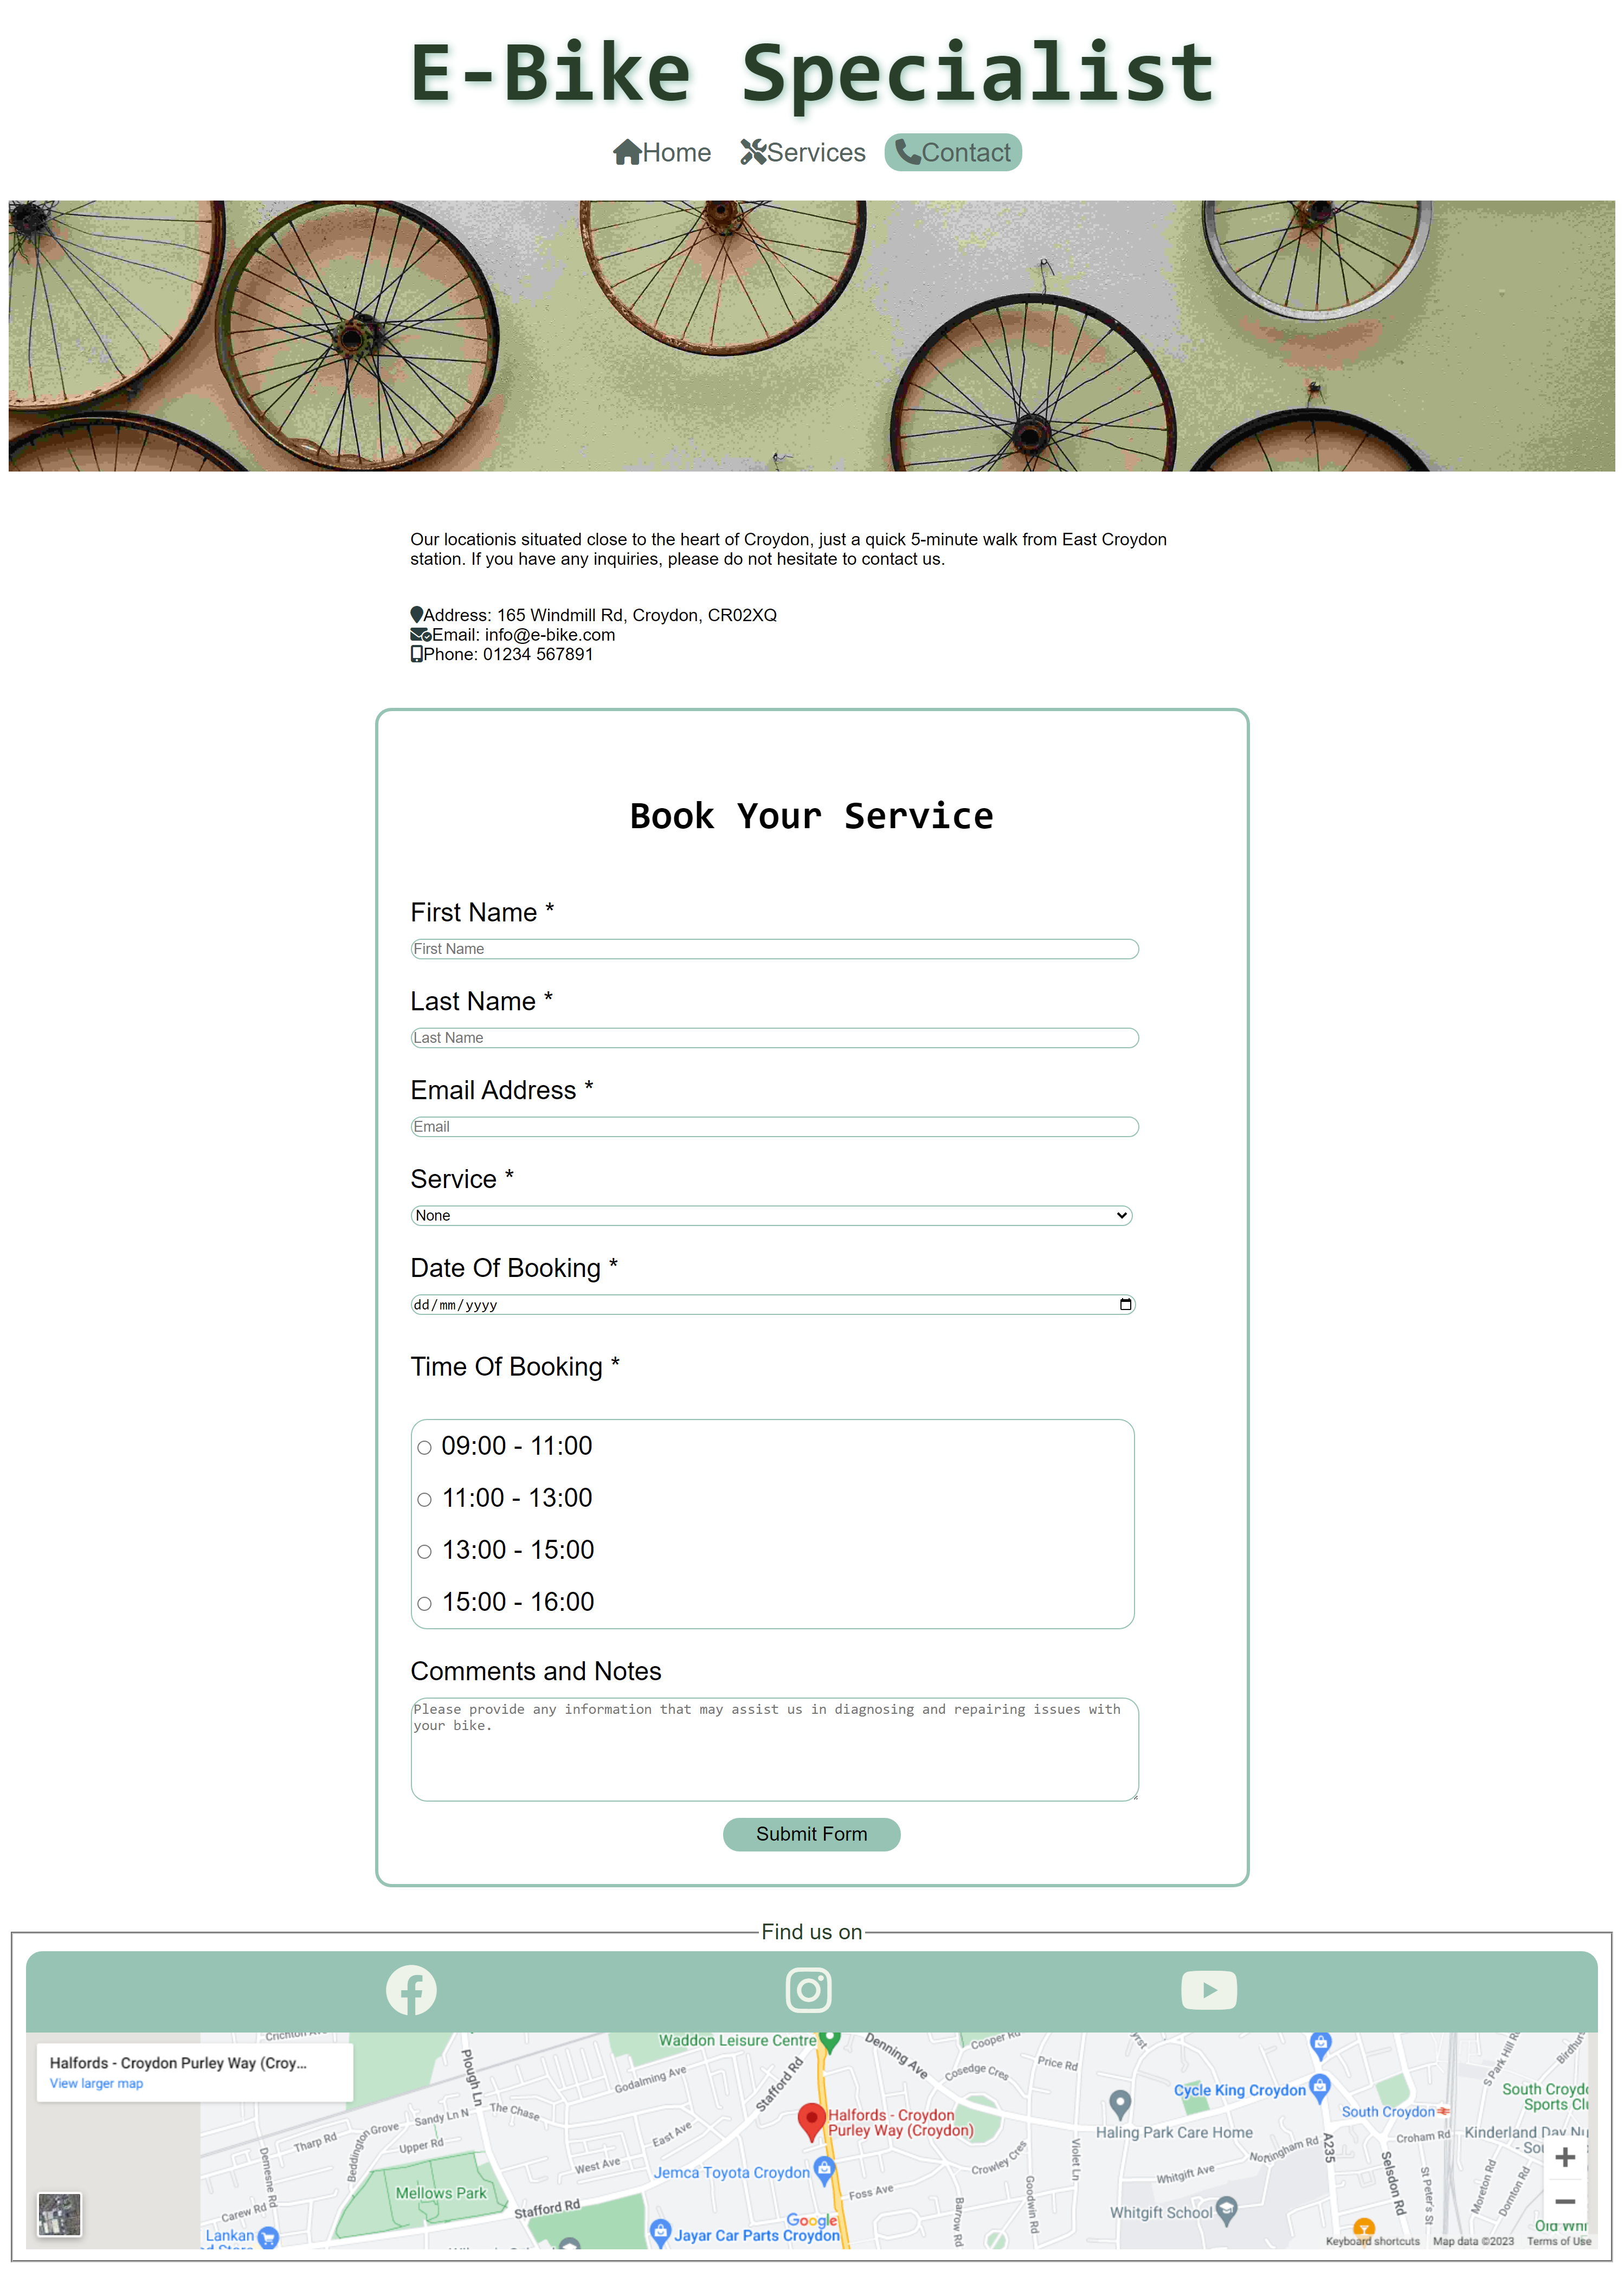 E-Bike Specialist
Home Services Contact
Our locationis situated close to the heart of Croydon, just a quick 5-minute walk from East Croydon
station. If you have any inquiries, please do not hesitate to contact us.
Address: 165 Windmill Rd, Croydon, CR02XQ
Email: info@e-bike.com
Phone: 01234 567891
Book Your Service
First Name *
First Name
Last Name *
Last Name
Email Address *
Email
Service *
None
Date Of Booking *
dd/mm/yyyy
Time Of Booking *
09:00 - 11:00
11:00 - 13:00
13:00 - 15:00
15:00 - 16:00
Comments and Notes
Please provide any information that may assist us in diagnosing and repairing issues with
your bike.
Submit Form
Find us on
Halfords - Croydon Purley Way (Croy...
View larger map
Waddon Leisure Centre
Denning Ave
Cooper Rd
Price Rd
Cosedge Cres
Plough Ln
Godalming Ave
Stafford Rd
S Park Hill R
Cycle King Croydon
South Croydo
Sports Cl
South Croydon
Halfords - Croydon
Purley Way (Croydon)
Haling Park Care Home
Croham Rd
Kinderland Day Nu
- Sou
Nottingham Rd
A235
Selsdon Rd
Sandy Ln N
The Chase
Tharp Rd
Beddington Grove
Upper Rd
Demesne Rd
East Ave
West Ave
Crowley Cres
Violet Ln
Whitgift Ave
St Peter's St
Moreton Rd
Dornton Rd
Jemca Toyota Croydon
Mellows Park
Stafford Rd
Foss Ave
Barrow Rd
Goodwin Rd
Whitgift School
Carew Rd
Lankan
Google
Jayar Car Parts Croydon
Keyboard shortcuts Map data ©2023 Terms of Use